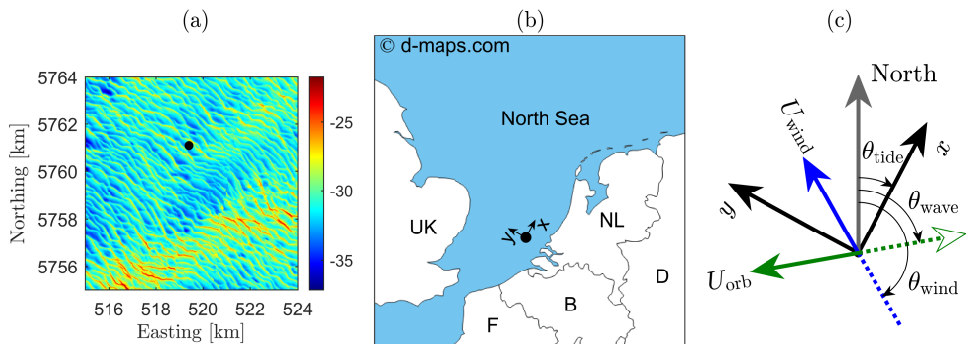 (a)
5764
5762
5760
5758
5756
Northing [km]
516 518 520 522 524
Easting [km]
-25
-30
-35
(b)
© d-maps.com
North Sea
UK
NL
y
x
D
B
F
(c)
North
U_wind
x
θ_tide
θ_wave
y
U_orb
θ_wind